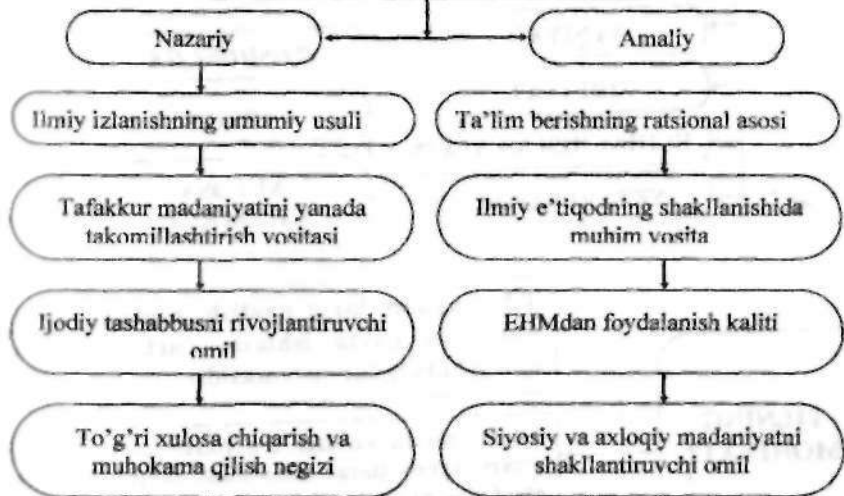 Nazariy
Amaliy
Ilmiy izlanishning umumiy usuli
Ta'lim berishning ratsional asosi
Tafakkur madaniyatini yanada
takomillashtirish vositasi
Ilmiy e'tiqodning shakllanishida
muhim vosita
Ijodiy tashabbusni rivojlantiruvchi
omil
EHMdan foydalanish kaliti
To'g'ri xulosa chiqarish va
muhokama qilish negizi
Siyosiy va axloqiy madaniyatni
shakllantiruvchi omil